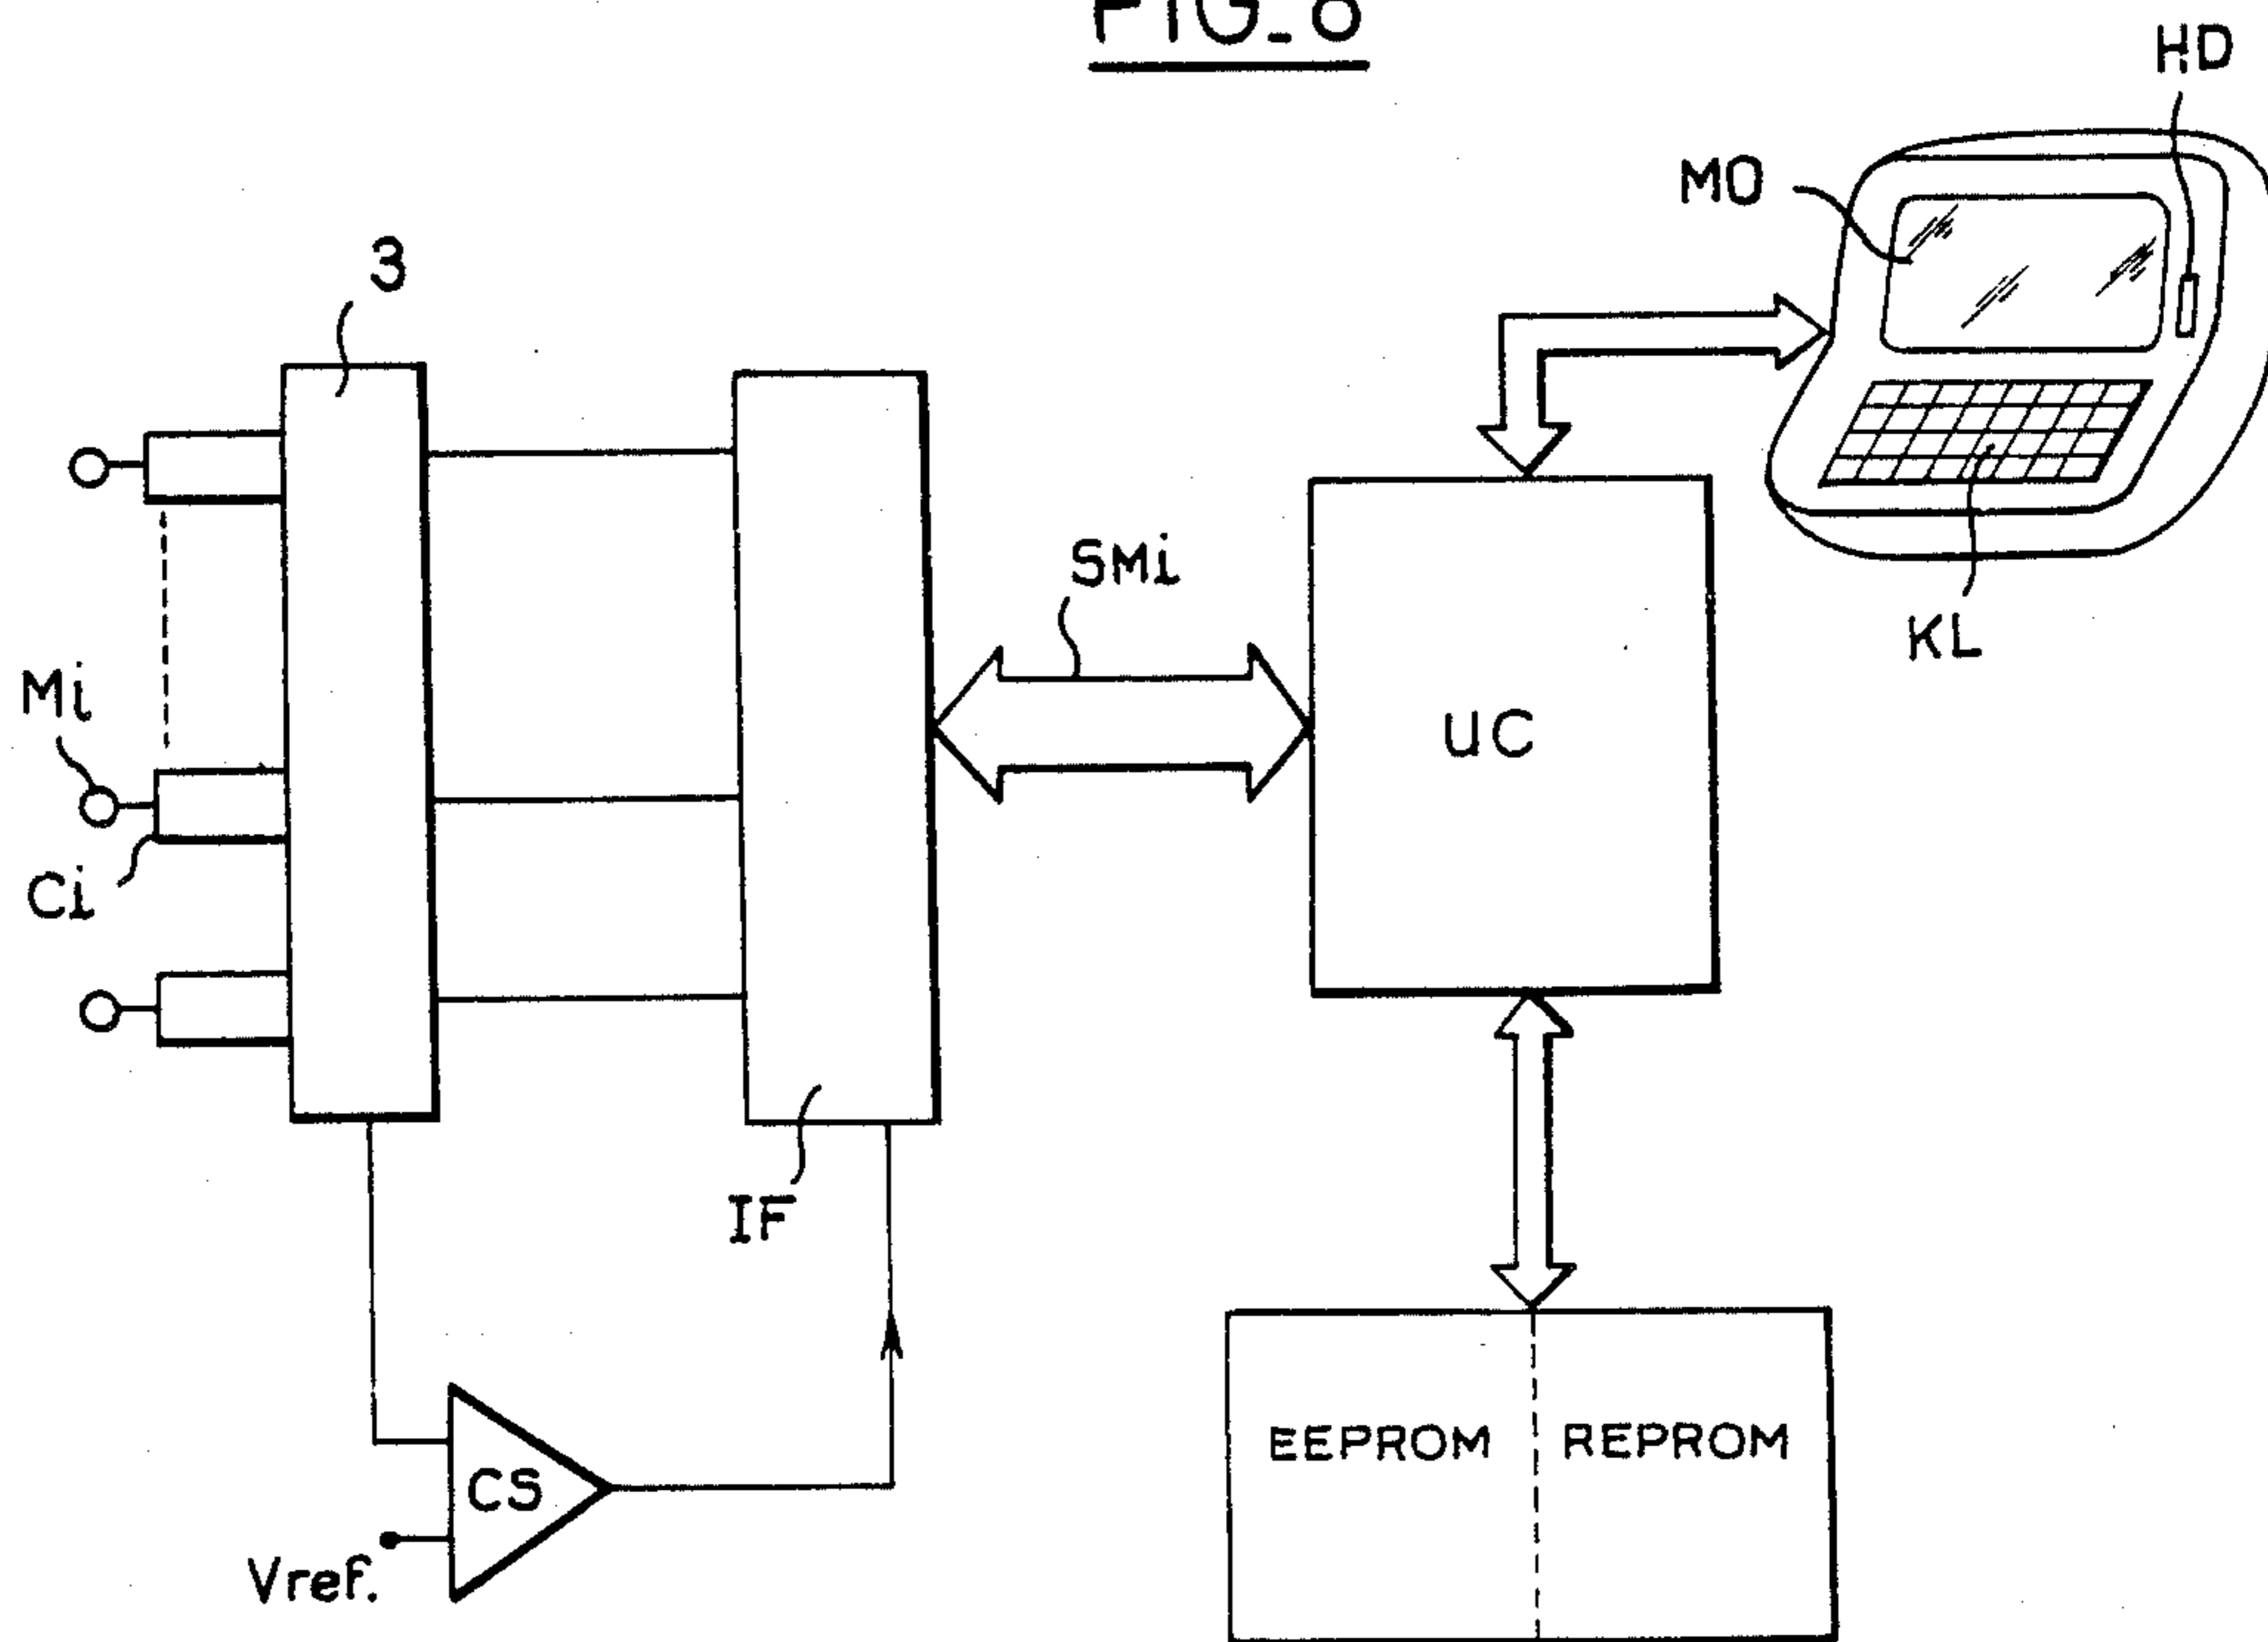 FIG_8
HD
MO
3
SMi
KL
Mi
UC
Ci
IF
EEPROM
REPROM
CS
Vref.